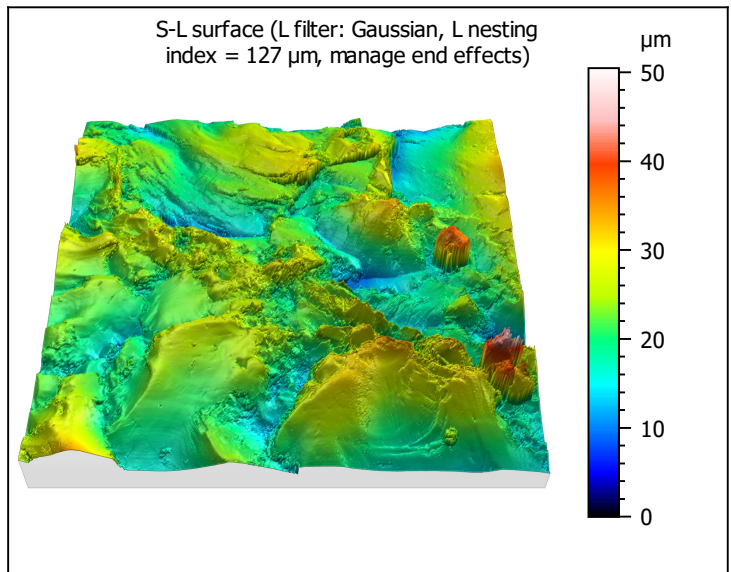 S-L surface (L filter: Gaussian, L nesting
index = 127 µm, manage end effects)
µm
50
40
30
20
10
0